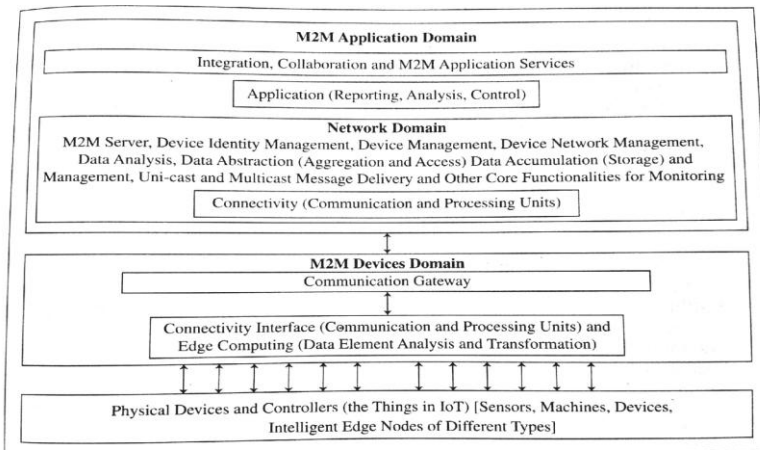 M2M Application Domain
Integration, Collaboration and M2M Application Services
Application (Reporting, Analysis, Control)
Network Domain
M2M Server, Device Identity Management, Device Management, Device Network Management,
Data Analysis, Data Abstraction (Aggregation and Access) Data Accumulation (Storage) and
Management, Uni-cast and Multicast Message Delivery and Other Core Functionalities for Monitoring
Connectivity (Communication and Processing Units)
M2M Devices Domain
Communication Gateway
Connectivity Interface (Communication and Processing Units) and
Edge Computing (Data Element Analysis and Transformation)
Physical Devices and Controllers (the Things in IoT) [Sensors, Machines, Devices,
Intelligent Edge Nodes of Different Types]